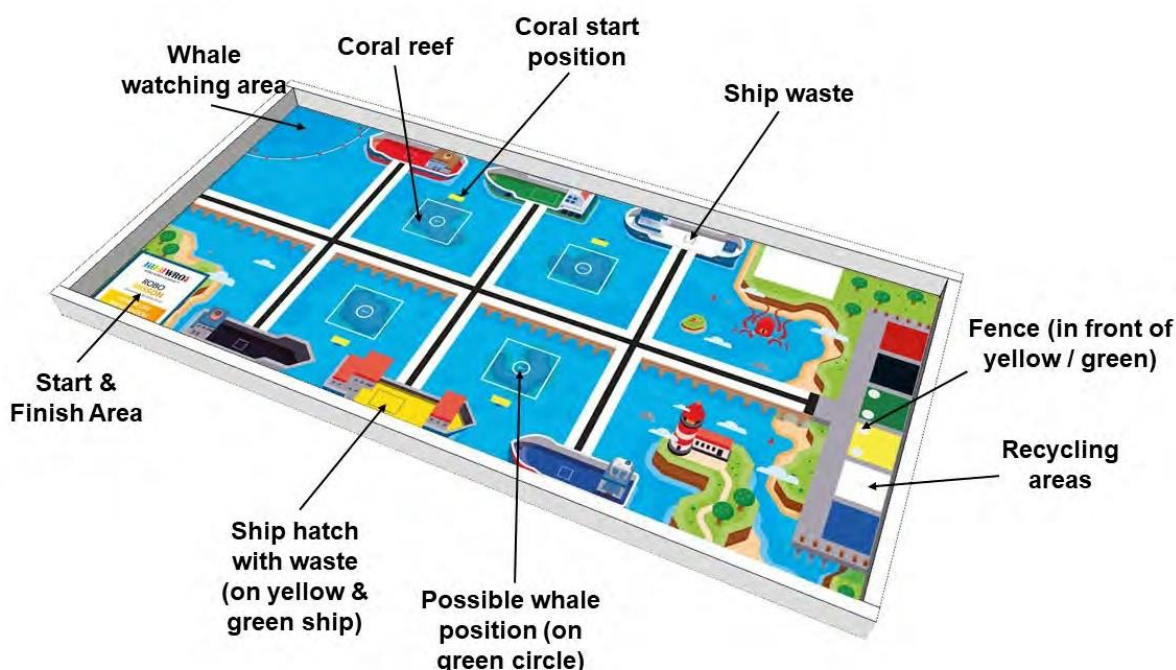 Whale
watching area
Coral reef
Coral start
position
Ship waste
WRO
ROBO
MISSION
Start &
Finish Area
Fence (in front of
yellow / green)
Recycling
areas
Ship hatch
with waste
(on yellow &
green ship)
Possible whale
position (on
green circle)